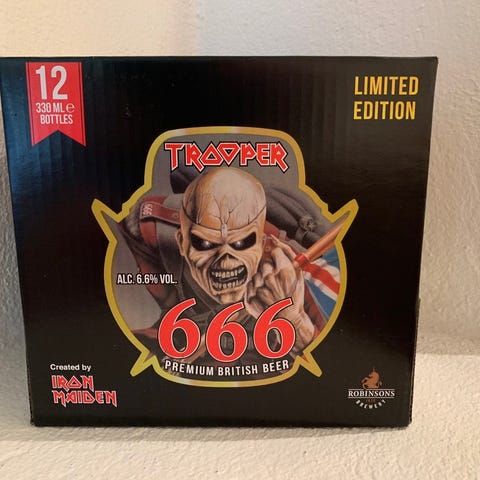 12
330 ML e
BOTTLES
LIMITED
EDITION
TROOPER
ALC. 6.6% VOL.
666
PREMIUM BRITISH BEER
Created by
IRON
MAIDEN
ROBINSONS
BREWERY